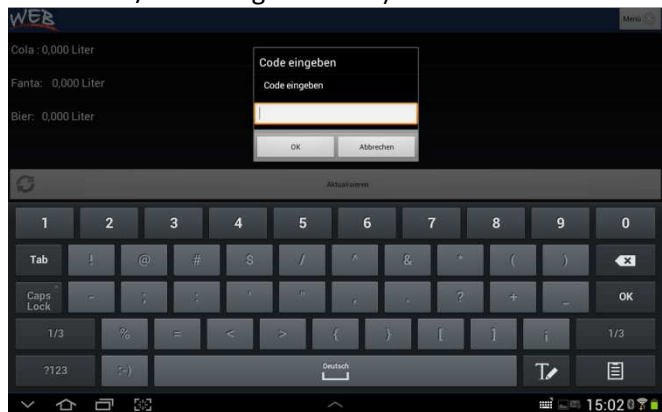 WEB
Menü
Cola : 0,000 Liter
Fanta: 0,000 Liter
Bier: 0,000 Liter
Code eingeben
Code eingeben
OK Abbrechen
Aktualisieren
1 2 3 4 5 6 7 8 9 0
Tab ! @ # $ / ^ & * ( )
Caps Lock - ; : ' " , . ? + _ OK
1/3 % = < > { } [ ] ¡ 1/3
?123 :-) Deutsch
15:02